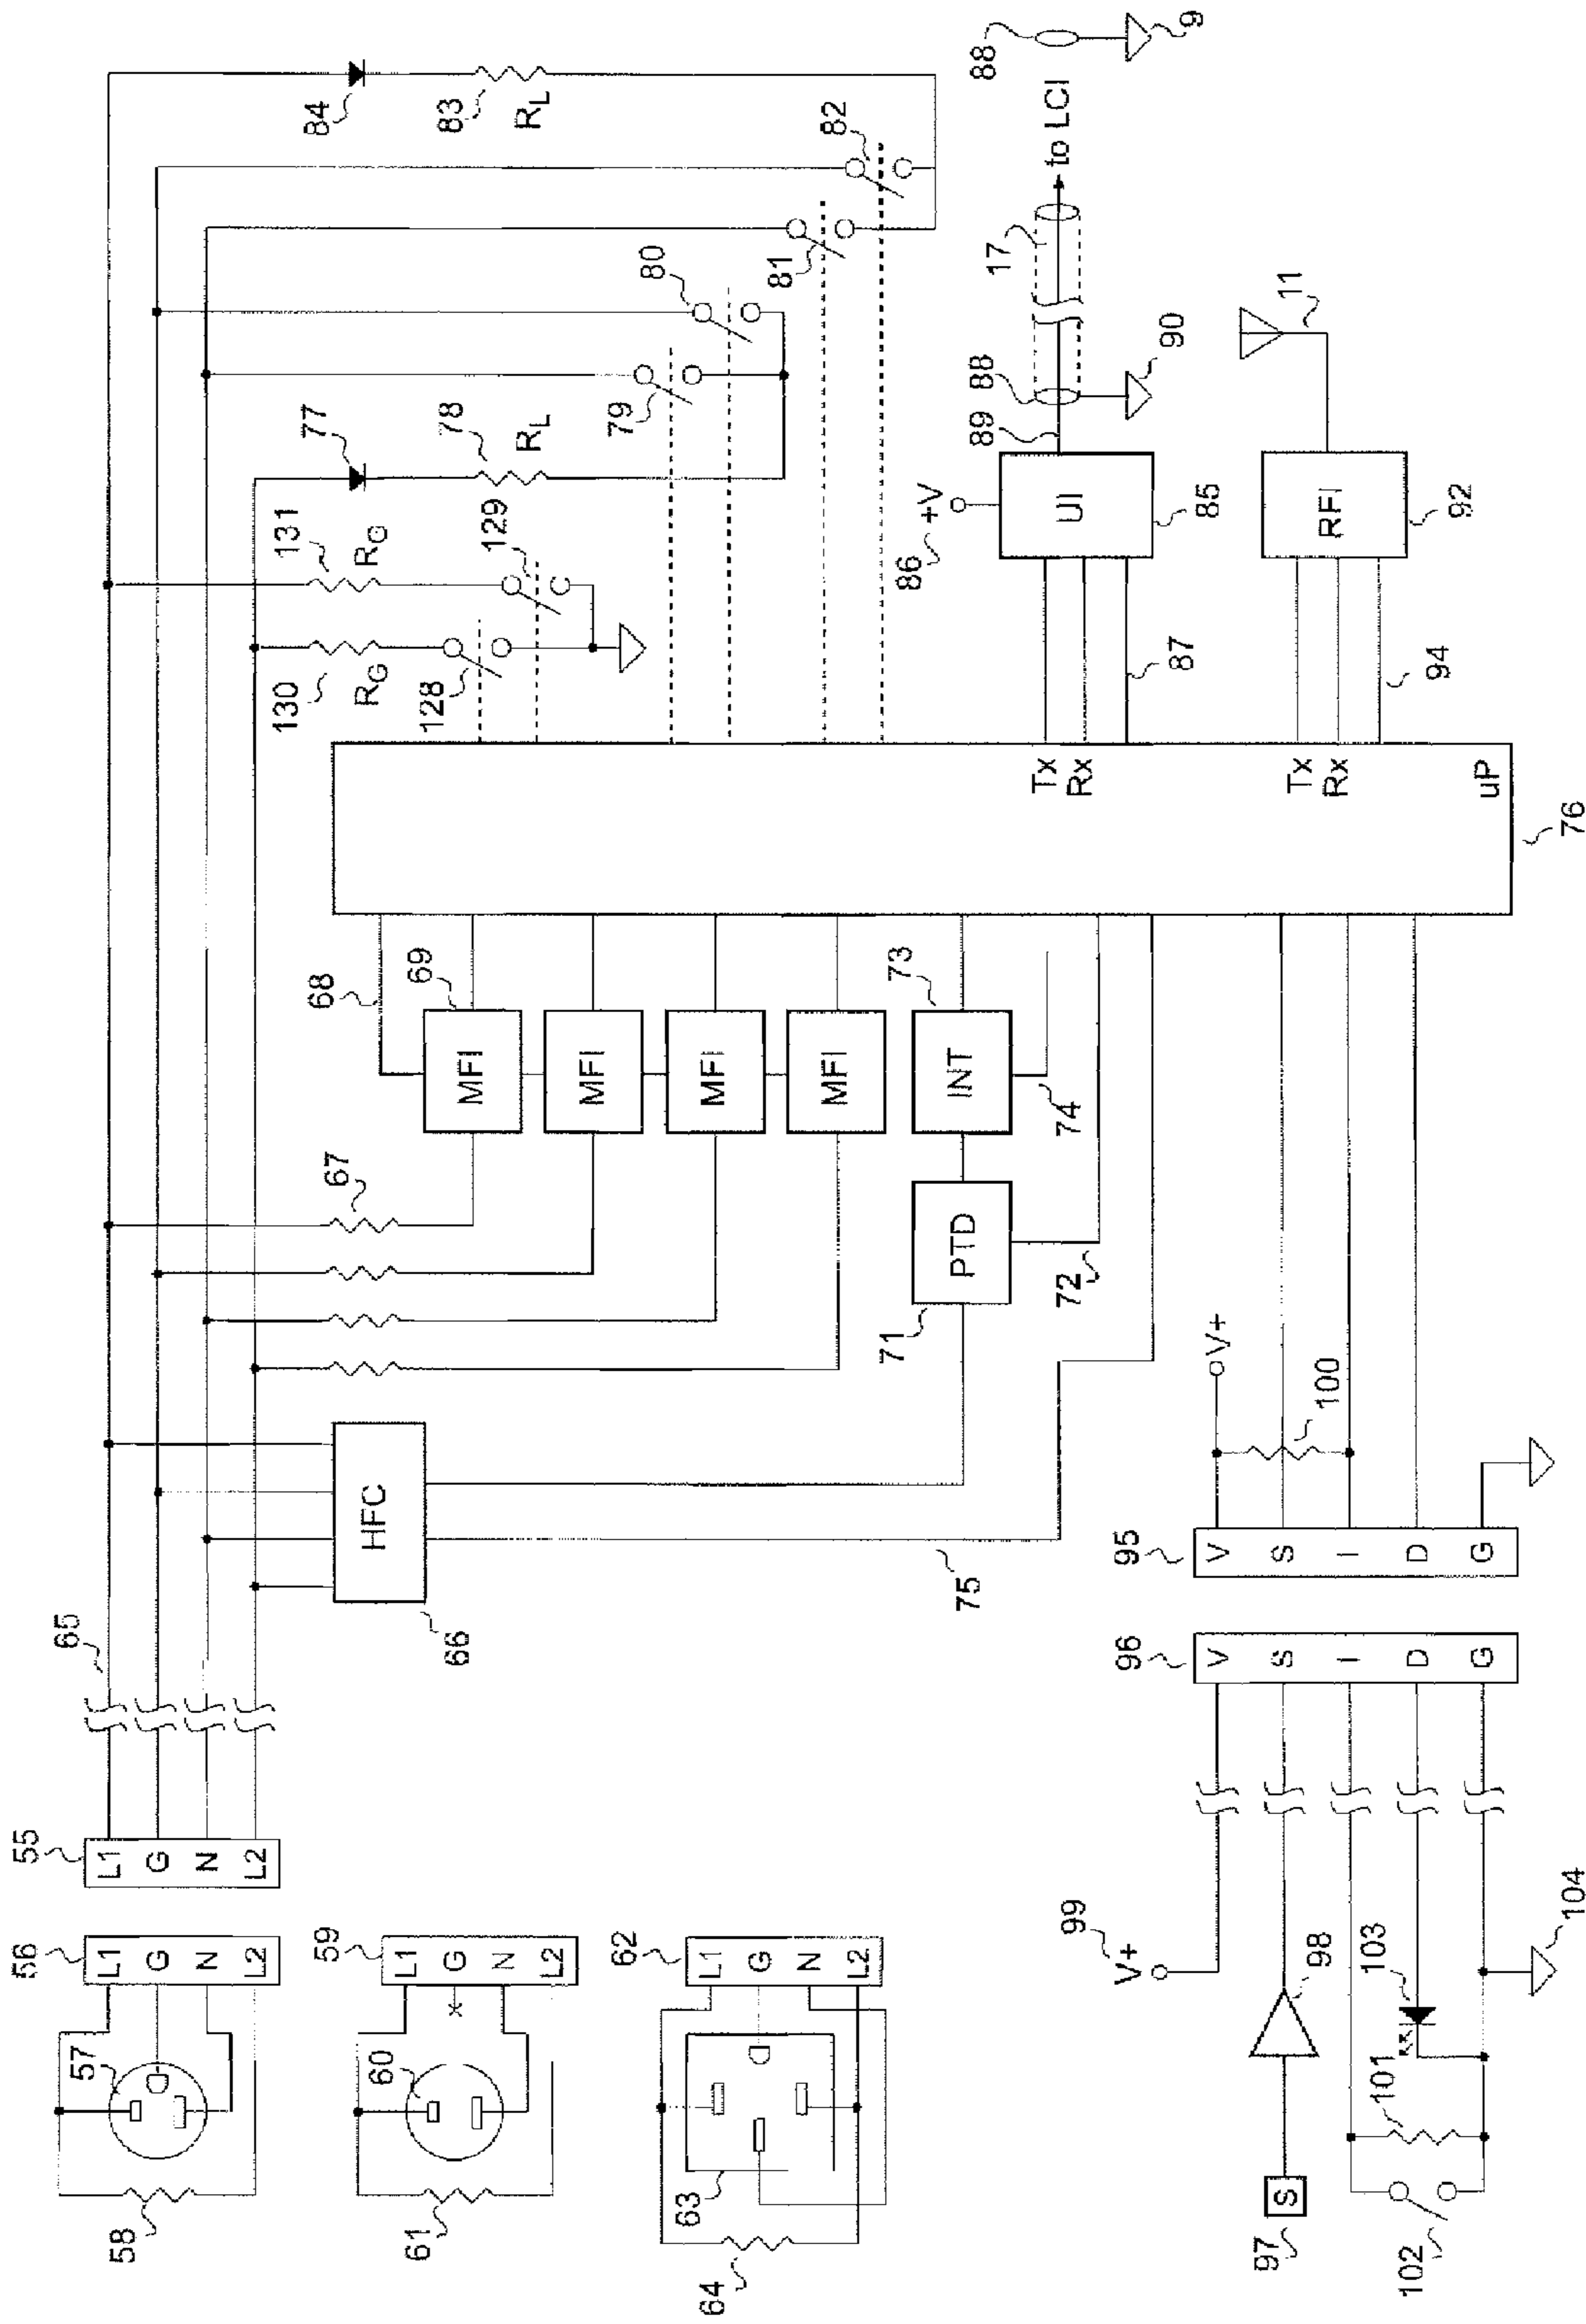 88
9
84
83
RL
82
to LCI
81
80
17
11
79
77
78
RL
88
90
89
+V
86
UI
85
RFI
92
131
RO
129
130
RG
128
87
94
Tx
Rx
Tx
Rx
uP
76
68
69
73
MFI
MFI
MFI
MFI
INT
74
67
PTD
71
72
V+
100
HFC
66
75
65
95
V
S
I
D
G
96
V
S
I
D
G
55
L1
G
N
L2
56
L1
G
N
L2
57
58
59
L1
G
N
L2
60
61
62
L1
G
N
L2
63
64
99
V+
98
103
104
101
S
97
102